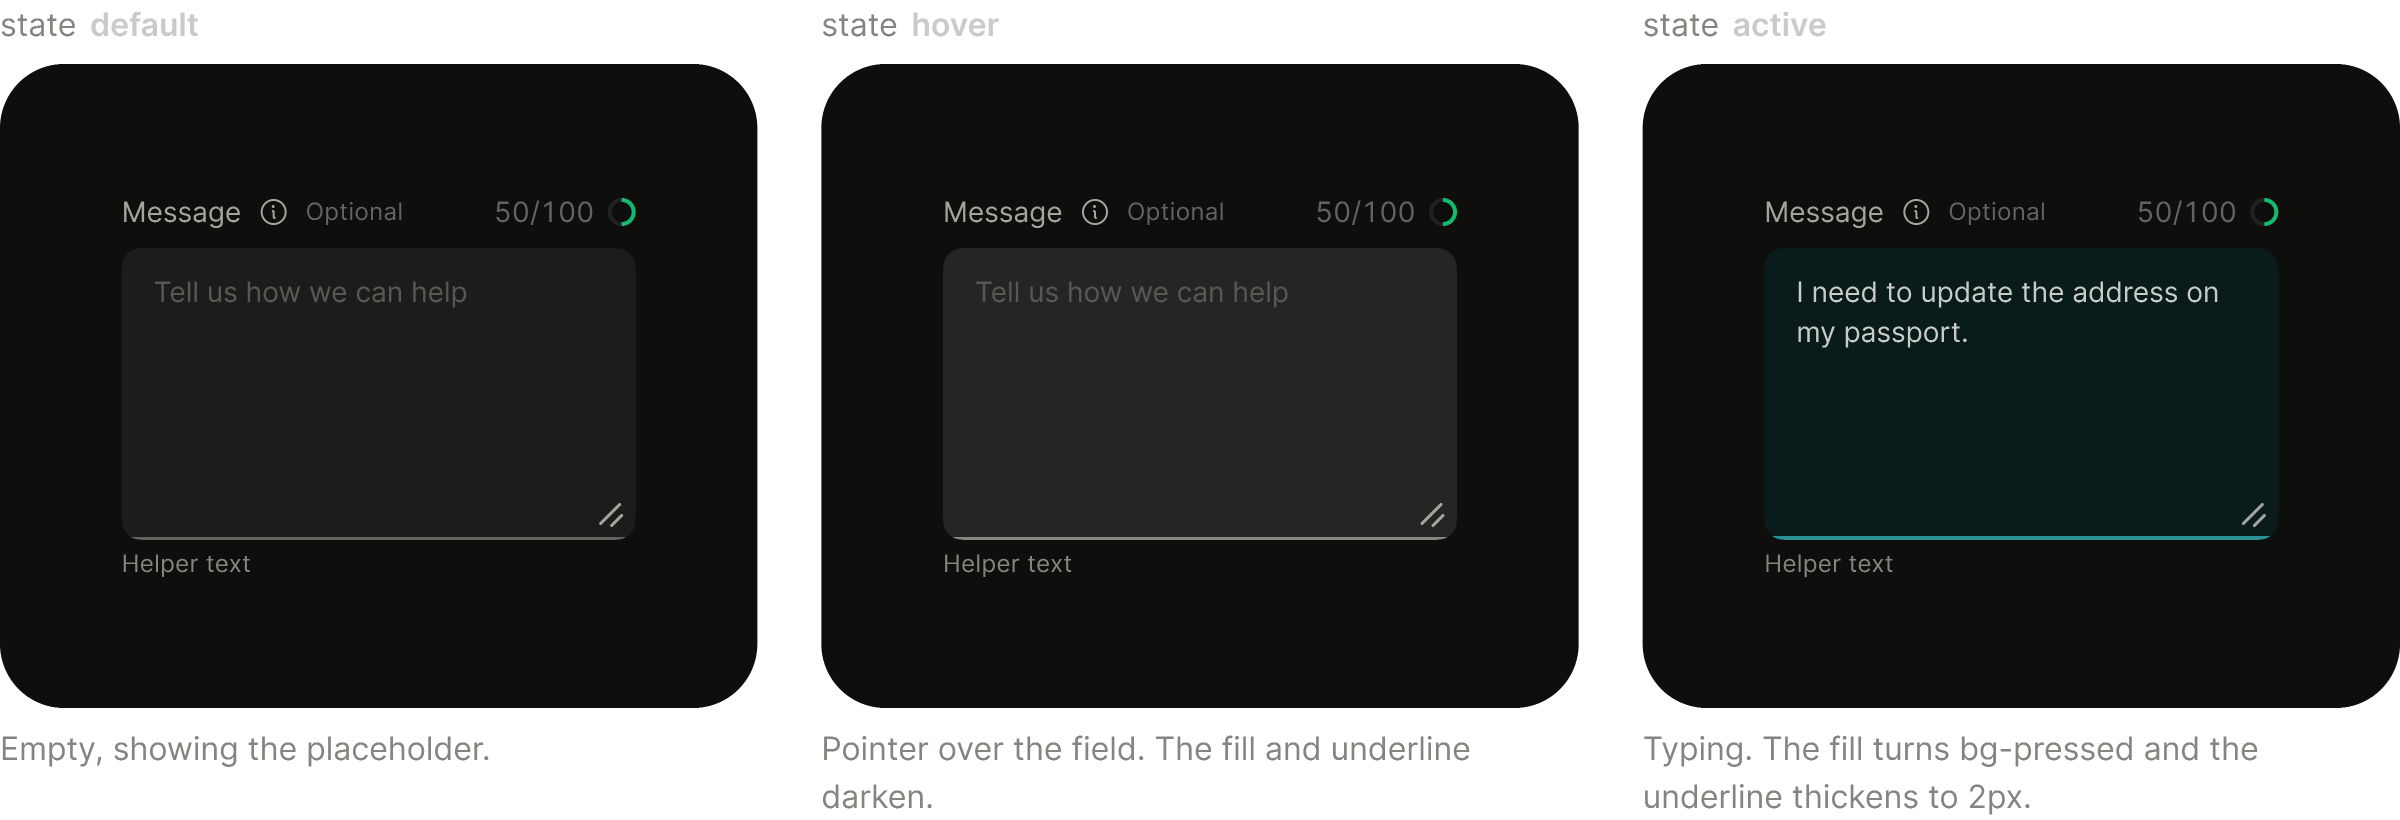 state default
Message Optional 50/100
Tell us how we can help
Helper text
Empty, showing the placeholder.
state hover
Message Optional 50/100
Tell us how we can help
Helper text
Pointer over the field. The fill and underline
darken.
state active
Message Optional 50/100
I need to update the address on
my passport.
Helper text
Typing. The fill turns bg-pressed and the
underline thickens to 2px.